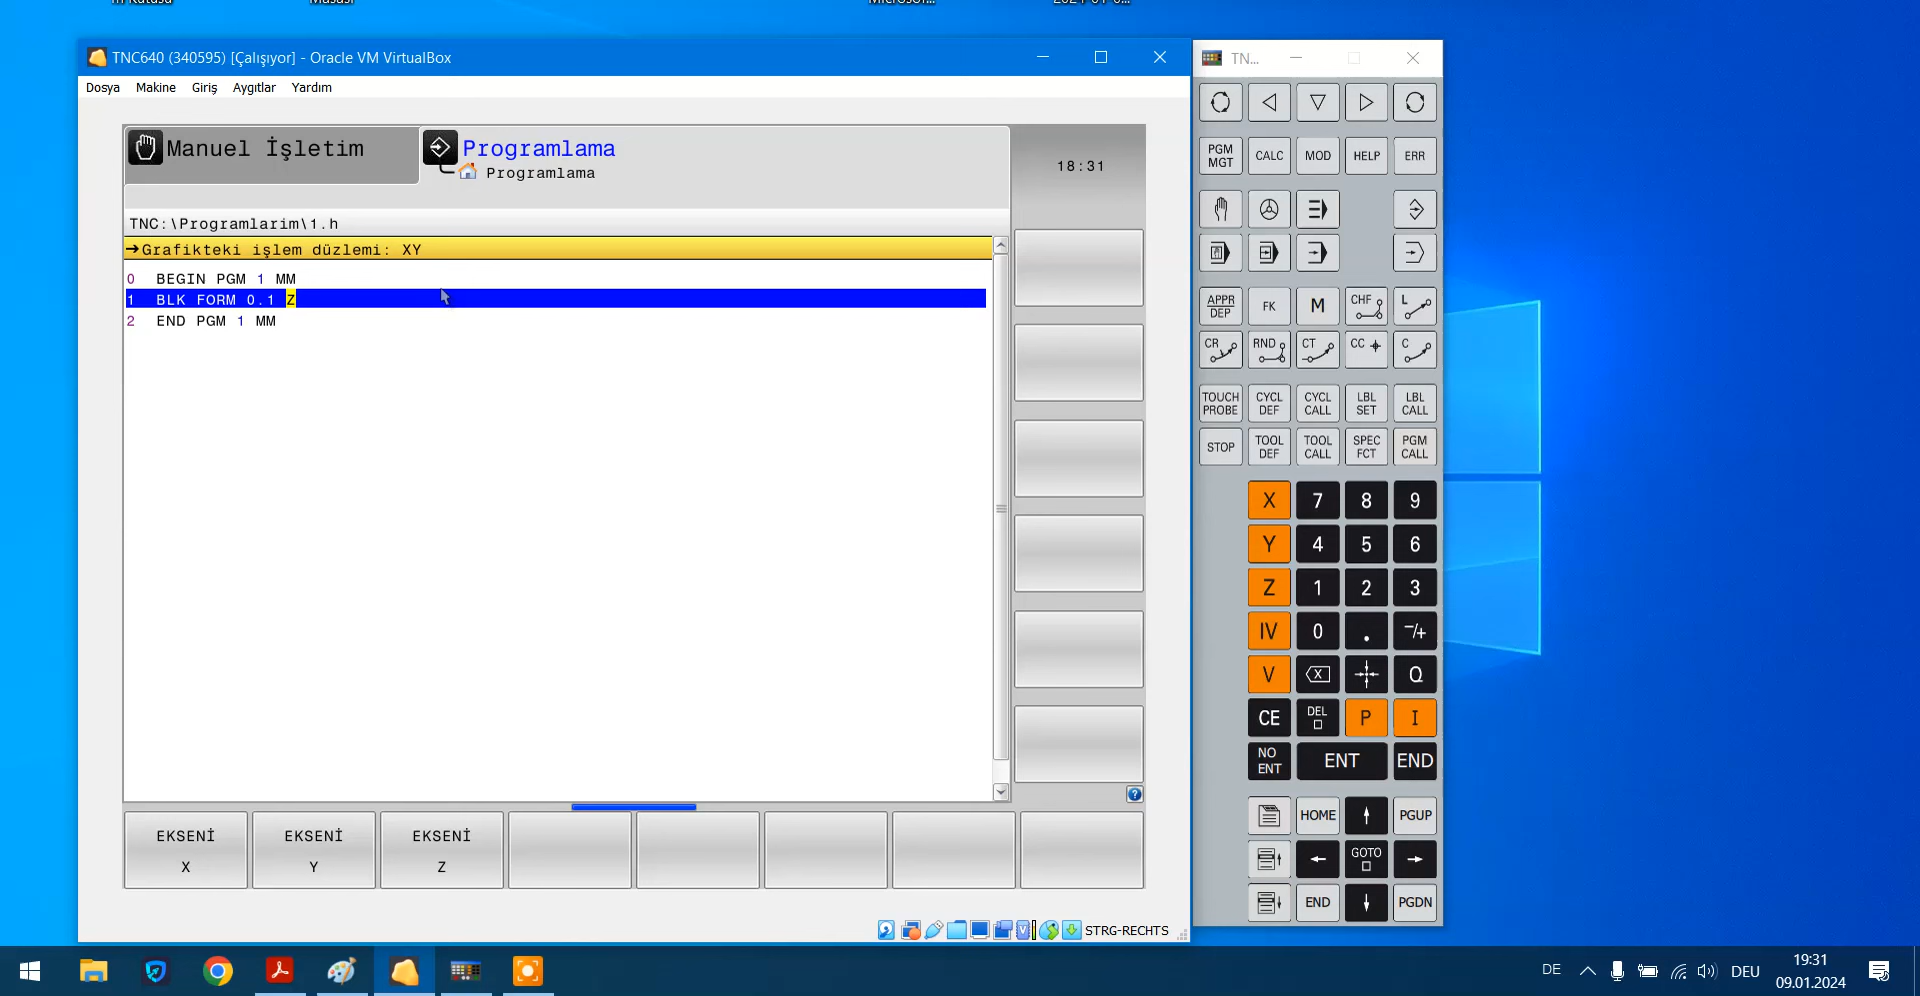 TNC640 (340595) [Çalışıyor] - Oracle VM VirtualBox
Dosya Makine Giriş Aygıtlar Yardım
Manuel İşletim
Programlama
Programlama
18:31
TNC:\Programlarim\1.h
➔Grafikteki işlem düzlemi: XY
0 BEGIN PGM 1 MM
1 BLK FORM 0.1 Z
2 END PGM 1 MM
EKSENİ X
EKSENİ Y
EKSENİ Z
STRG-RECHTS
TN...
PGM MGT CALC MOD HELP ERR
APPR DEP FK M CHF L
CR RND CT CC C
TOUCH PROBE CYCL DEF CYCL CALL LBL SET LBL CALL
STOP TOOL DEF TOOL CALL SPEC FCT PGM CALL
X 7 8 9
Y 4 5 6
Z 1 2 3
IV 0 . -/+
V X Q
CE DEL P I
NO ENT ENT END
HOME PGUP
GOTO
END PGDN
DE DEU
19:31
09.01.2024